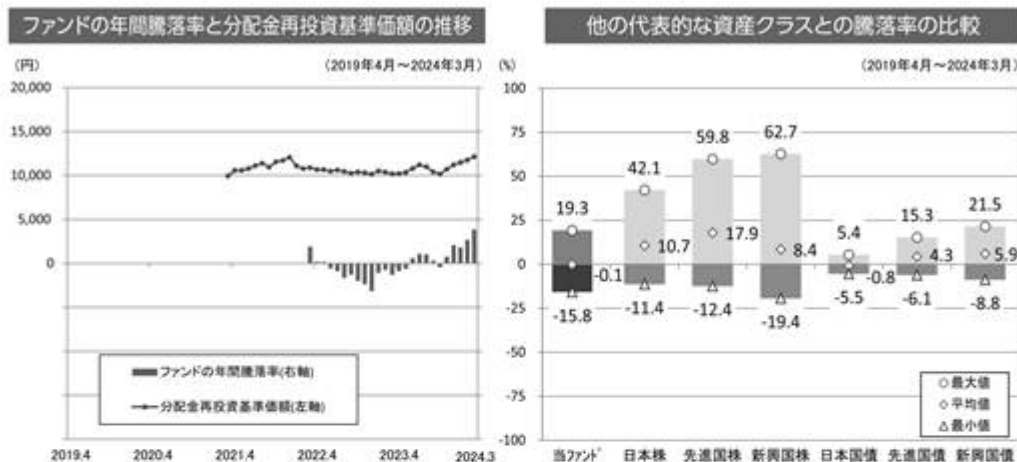 ファンドの年間騰落率と分配金再投資基準価額の推移
(円)
(2019年4月～2024年3月)
20,000
15,000
10,000
5,000
0
ファンドの年間騰落率(右軸)
分配金再投資基準価額(左軸)
2019.4
2020.4
2021.4
2022.4
2023.4
2024.3
他の代表的な資産クラスとの騰落率の比較
(%)
(2019年4月～2024年3月)
100
75
50
25
0
-25
-50
-75
-100
19.3
-0.1
-15.8
42.1
10.7
-11.4
59.8
17.9
-12.4
62.7
8.4
-19.4
5.4
-0.8
-5.5
15.3
4.3
-6.1
21.5
5.9
-8.8
最大値
平均値
最小値
当ファンド
日本株
先進国株
新興国株
日本国債
先進国債
新興国債